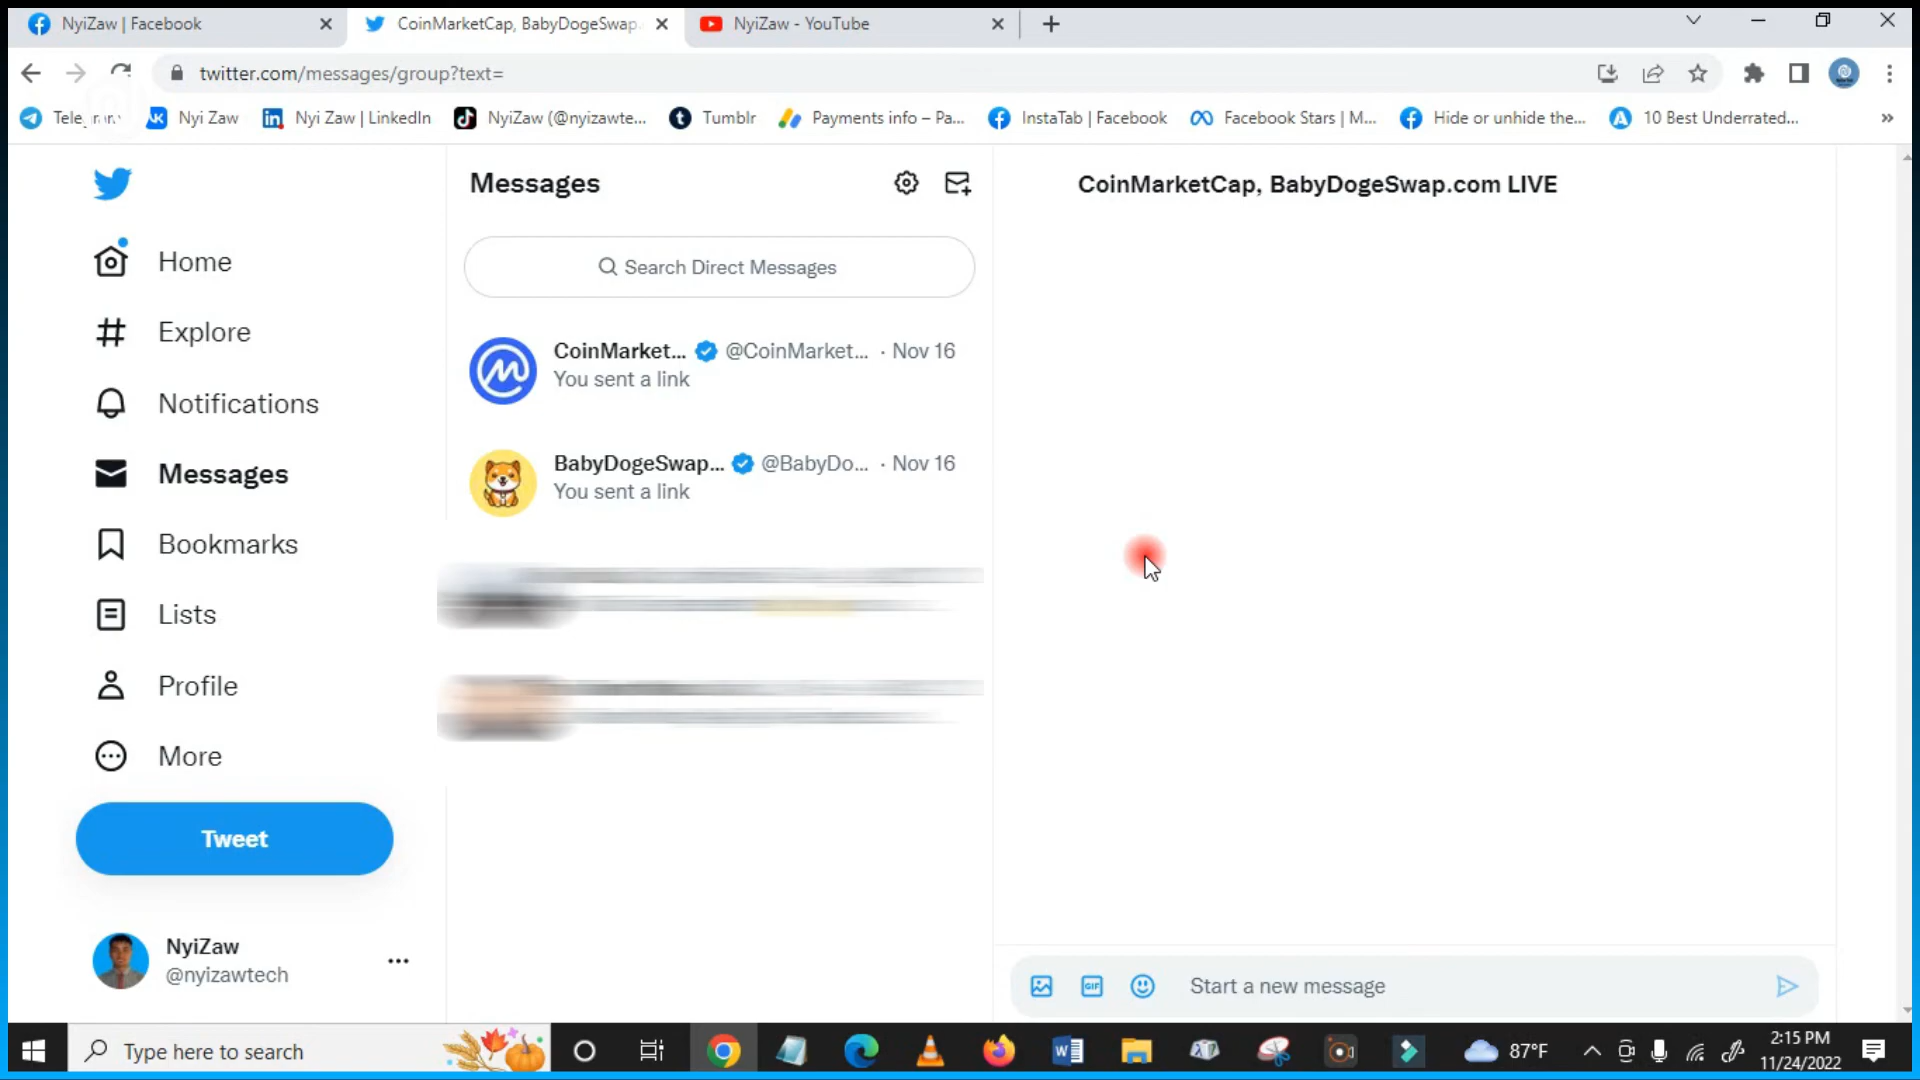 NyiZaw | Facebook
CoinMarketCap, BabyDogeSwap.
NyiZaw - YouTube
twitter.com/messages/group?text=
Telegram
Nyi Zaw
Nyi Zaw | LinkedIn
NyiZaw (@nyizawte...
Tumblr
Payments info – Pa...
InstaTab | Facebook
Facebook Stars | M...
Hide or unhide the...
10 Best Underrated...
Home
Explore
Notifications
Messages
Bookmarks
Lists
Profile
More
Tweet
NyiZaw
@nyizawtech
Messages
Search Direct Messages
CoinMarket... @CoinMarket... · Nov 16
You sent a link
BabyDogeSwap... @BabyDo... · Nov 16
You sent a link
CoinMarketCap, BabyDogeSwap.com LIVE
GIF
Start a new message
Type here to search
87°F
2:15 PM
11/24/2022